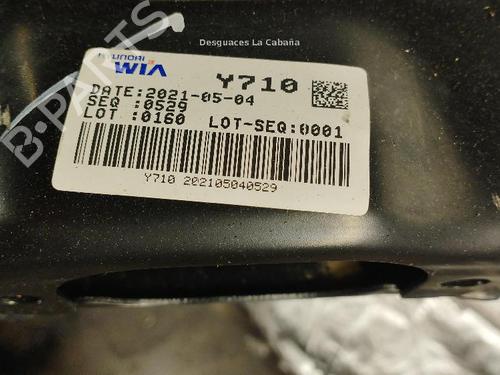 Desguaces La Cabaña
HYUNDAI
WIA
Y710
DATE:2021-05-04
SEQ :0529
LOT :0160 LOT-SEQ:0001
Y710 202105040529
B-PARTS